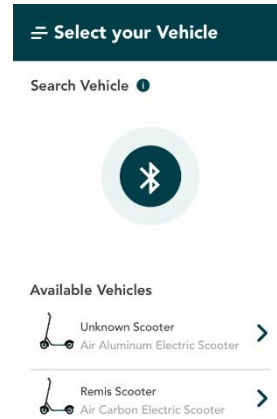 Select your Vehicle
Search Vehicle i
Available Vehicles
Unknown Scooter
Air Aluminum Electric Scooter
Remis Scooter
Air Carbon Electric Scooter